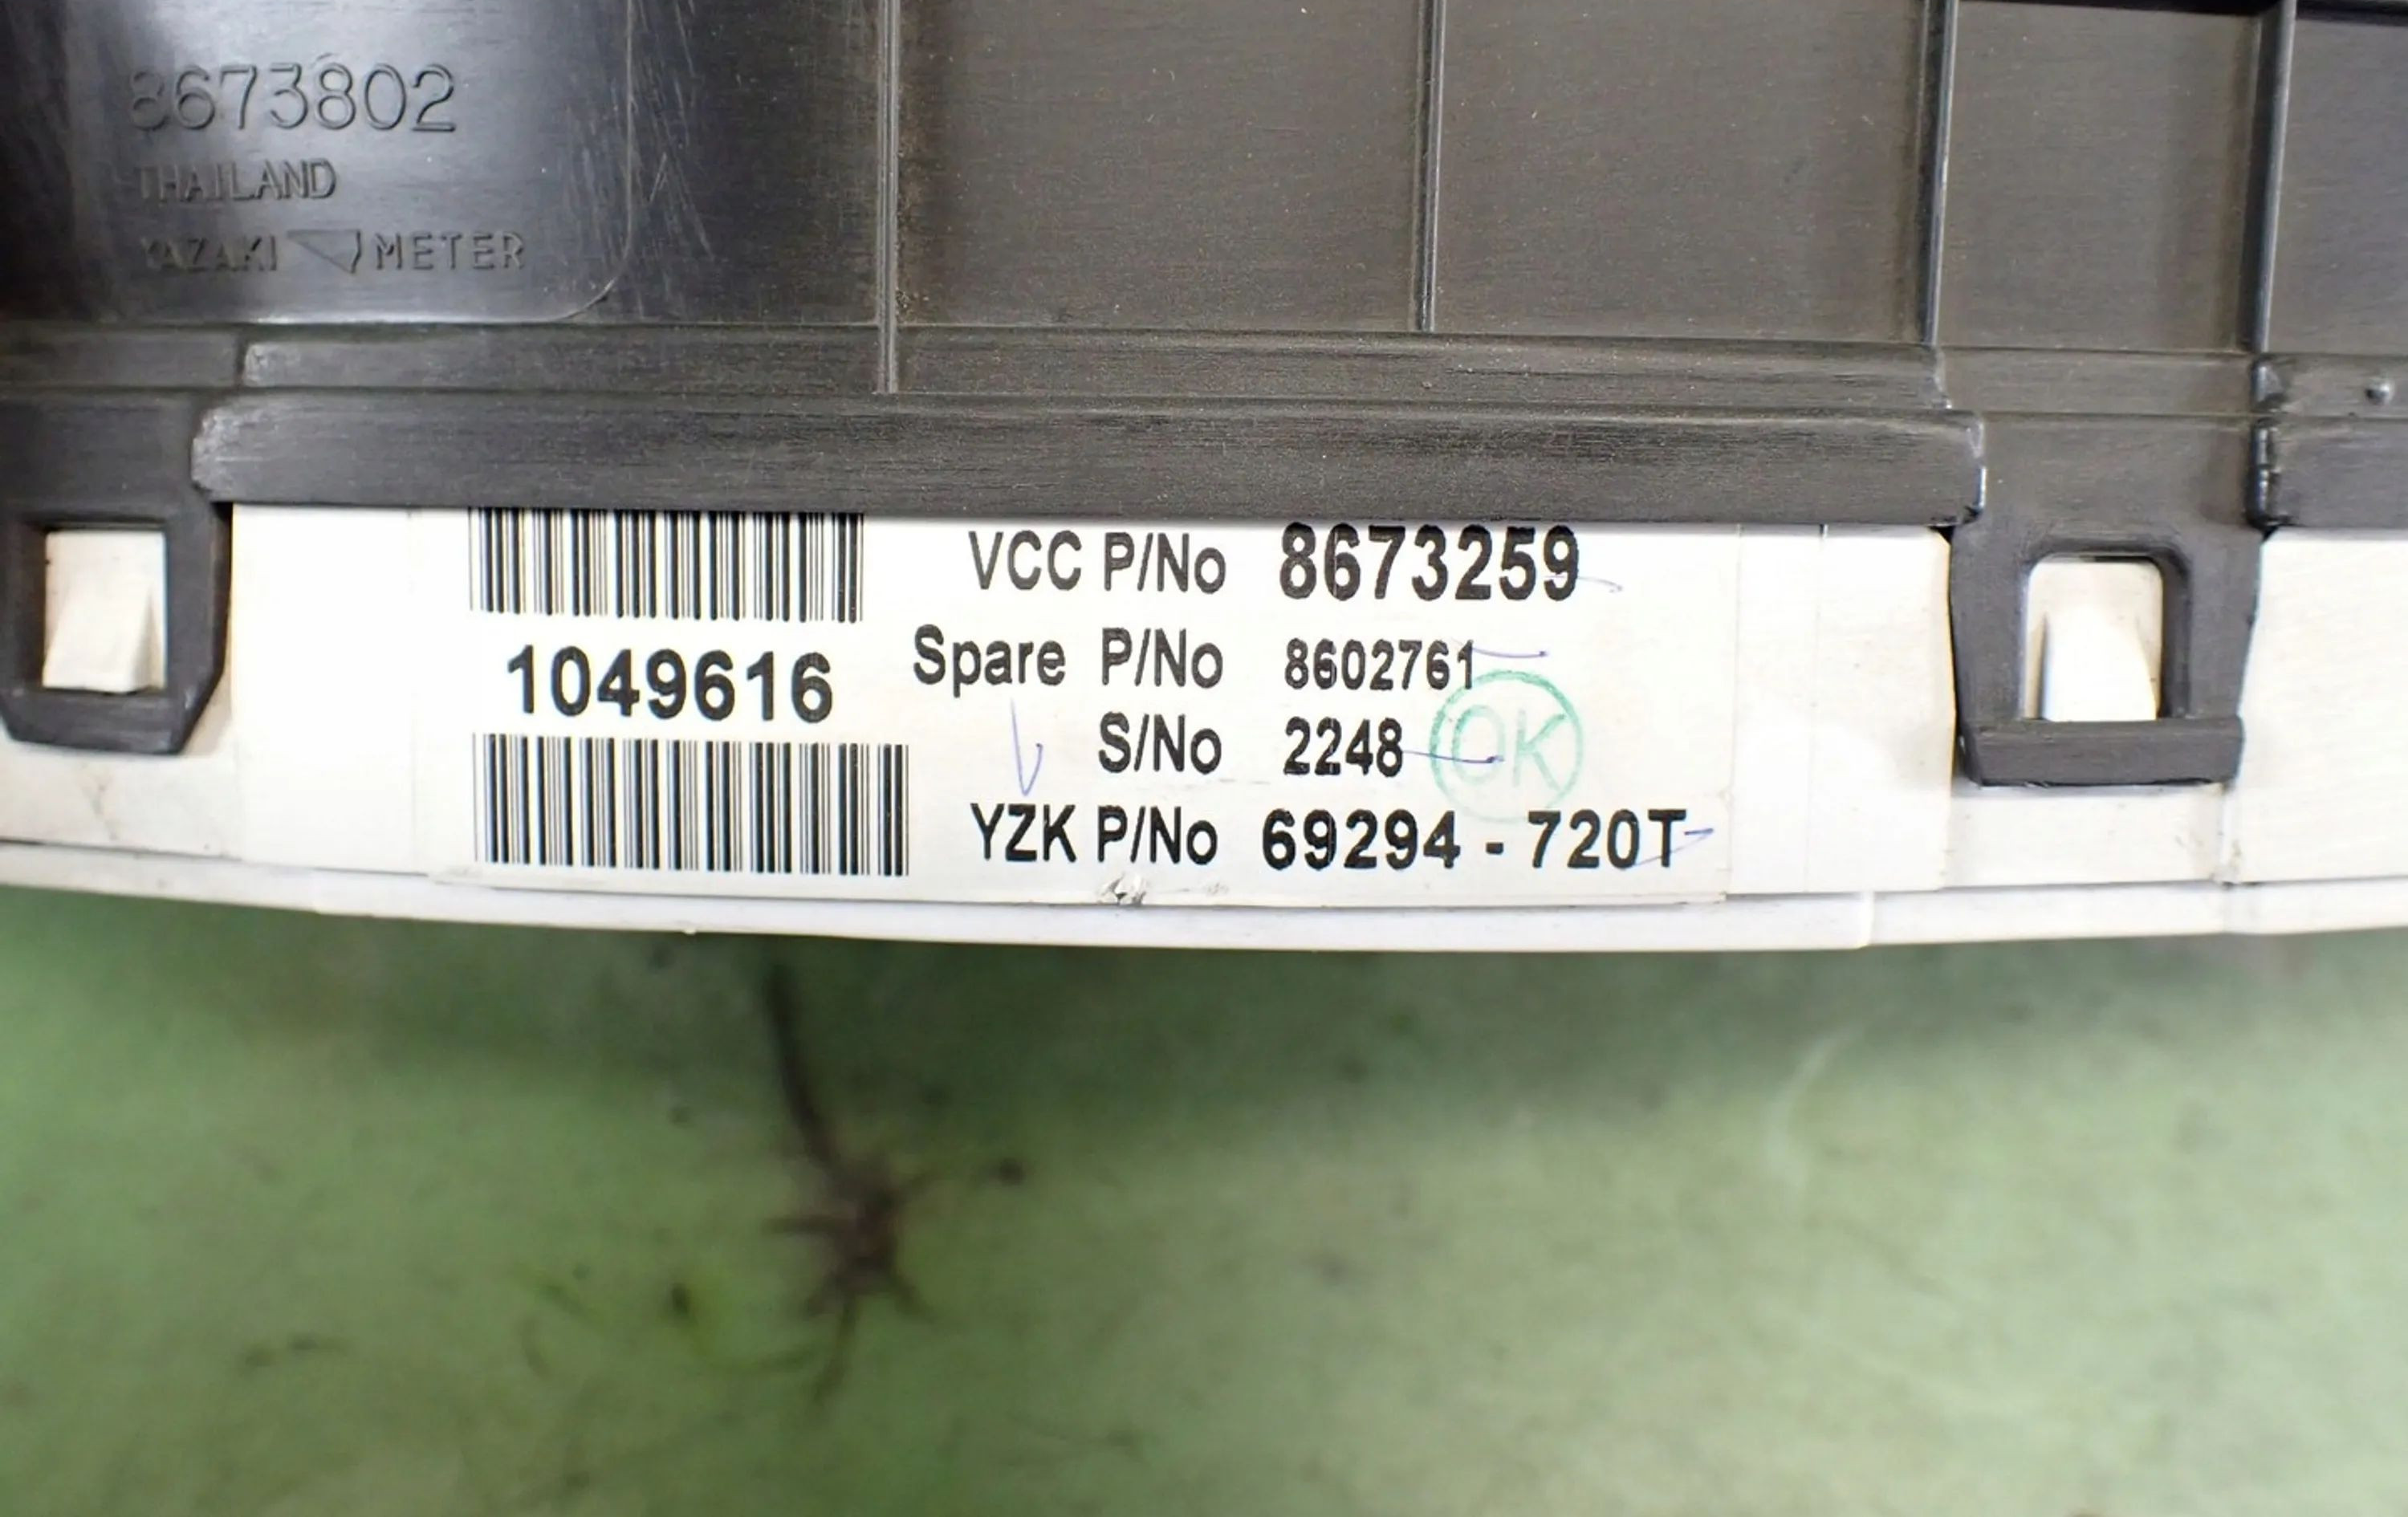 8673802
THAILAND
YAZAKI METER
1049616
VCC P/No 8673259
Spare P/No 8602761
S/No 2248
OK
YZK P/No 69294 - 720T